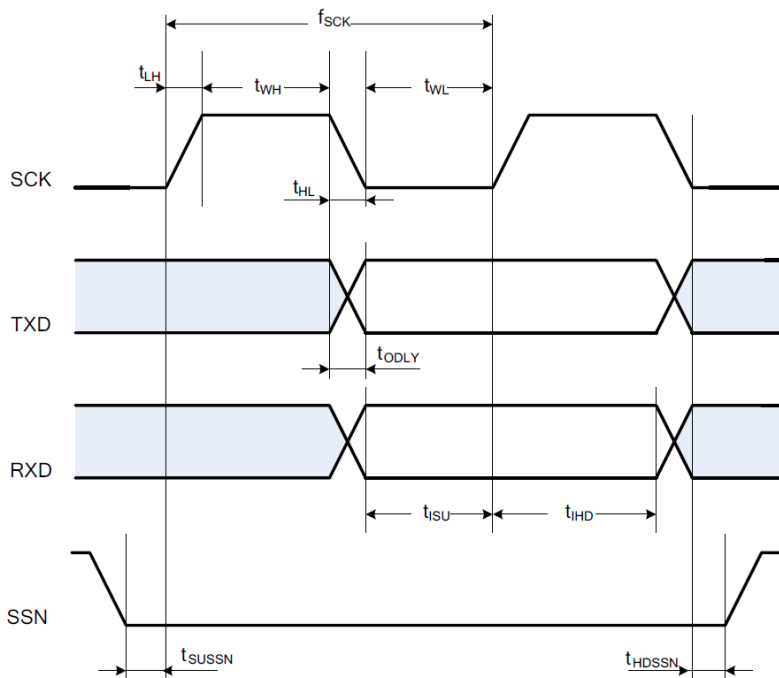 fSCK
tLH
tWH
tWL
SCK
tHL
TXD
tODLY
RXD
tISU
tIHD
SSN
tSUSSN
tHDSSN